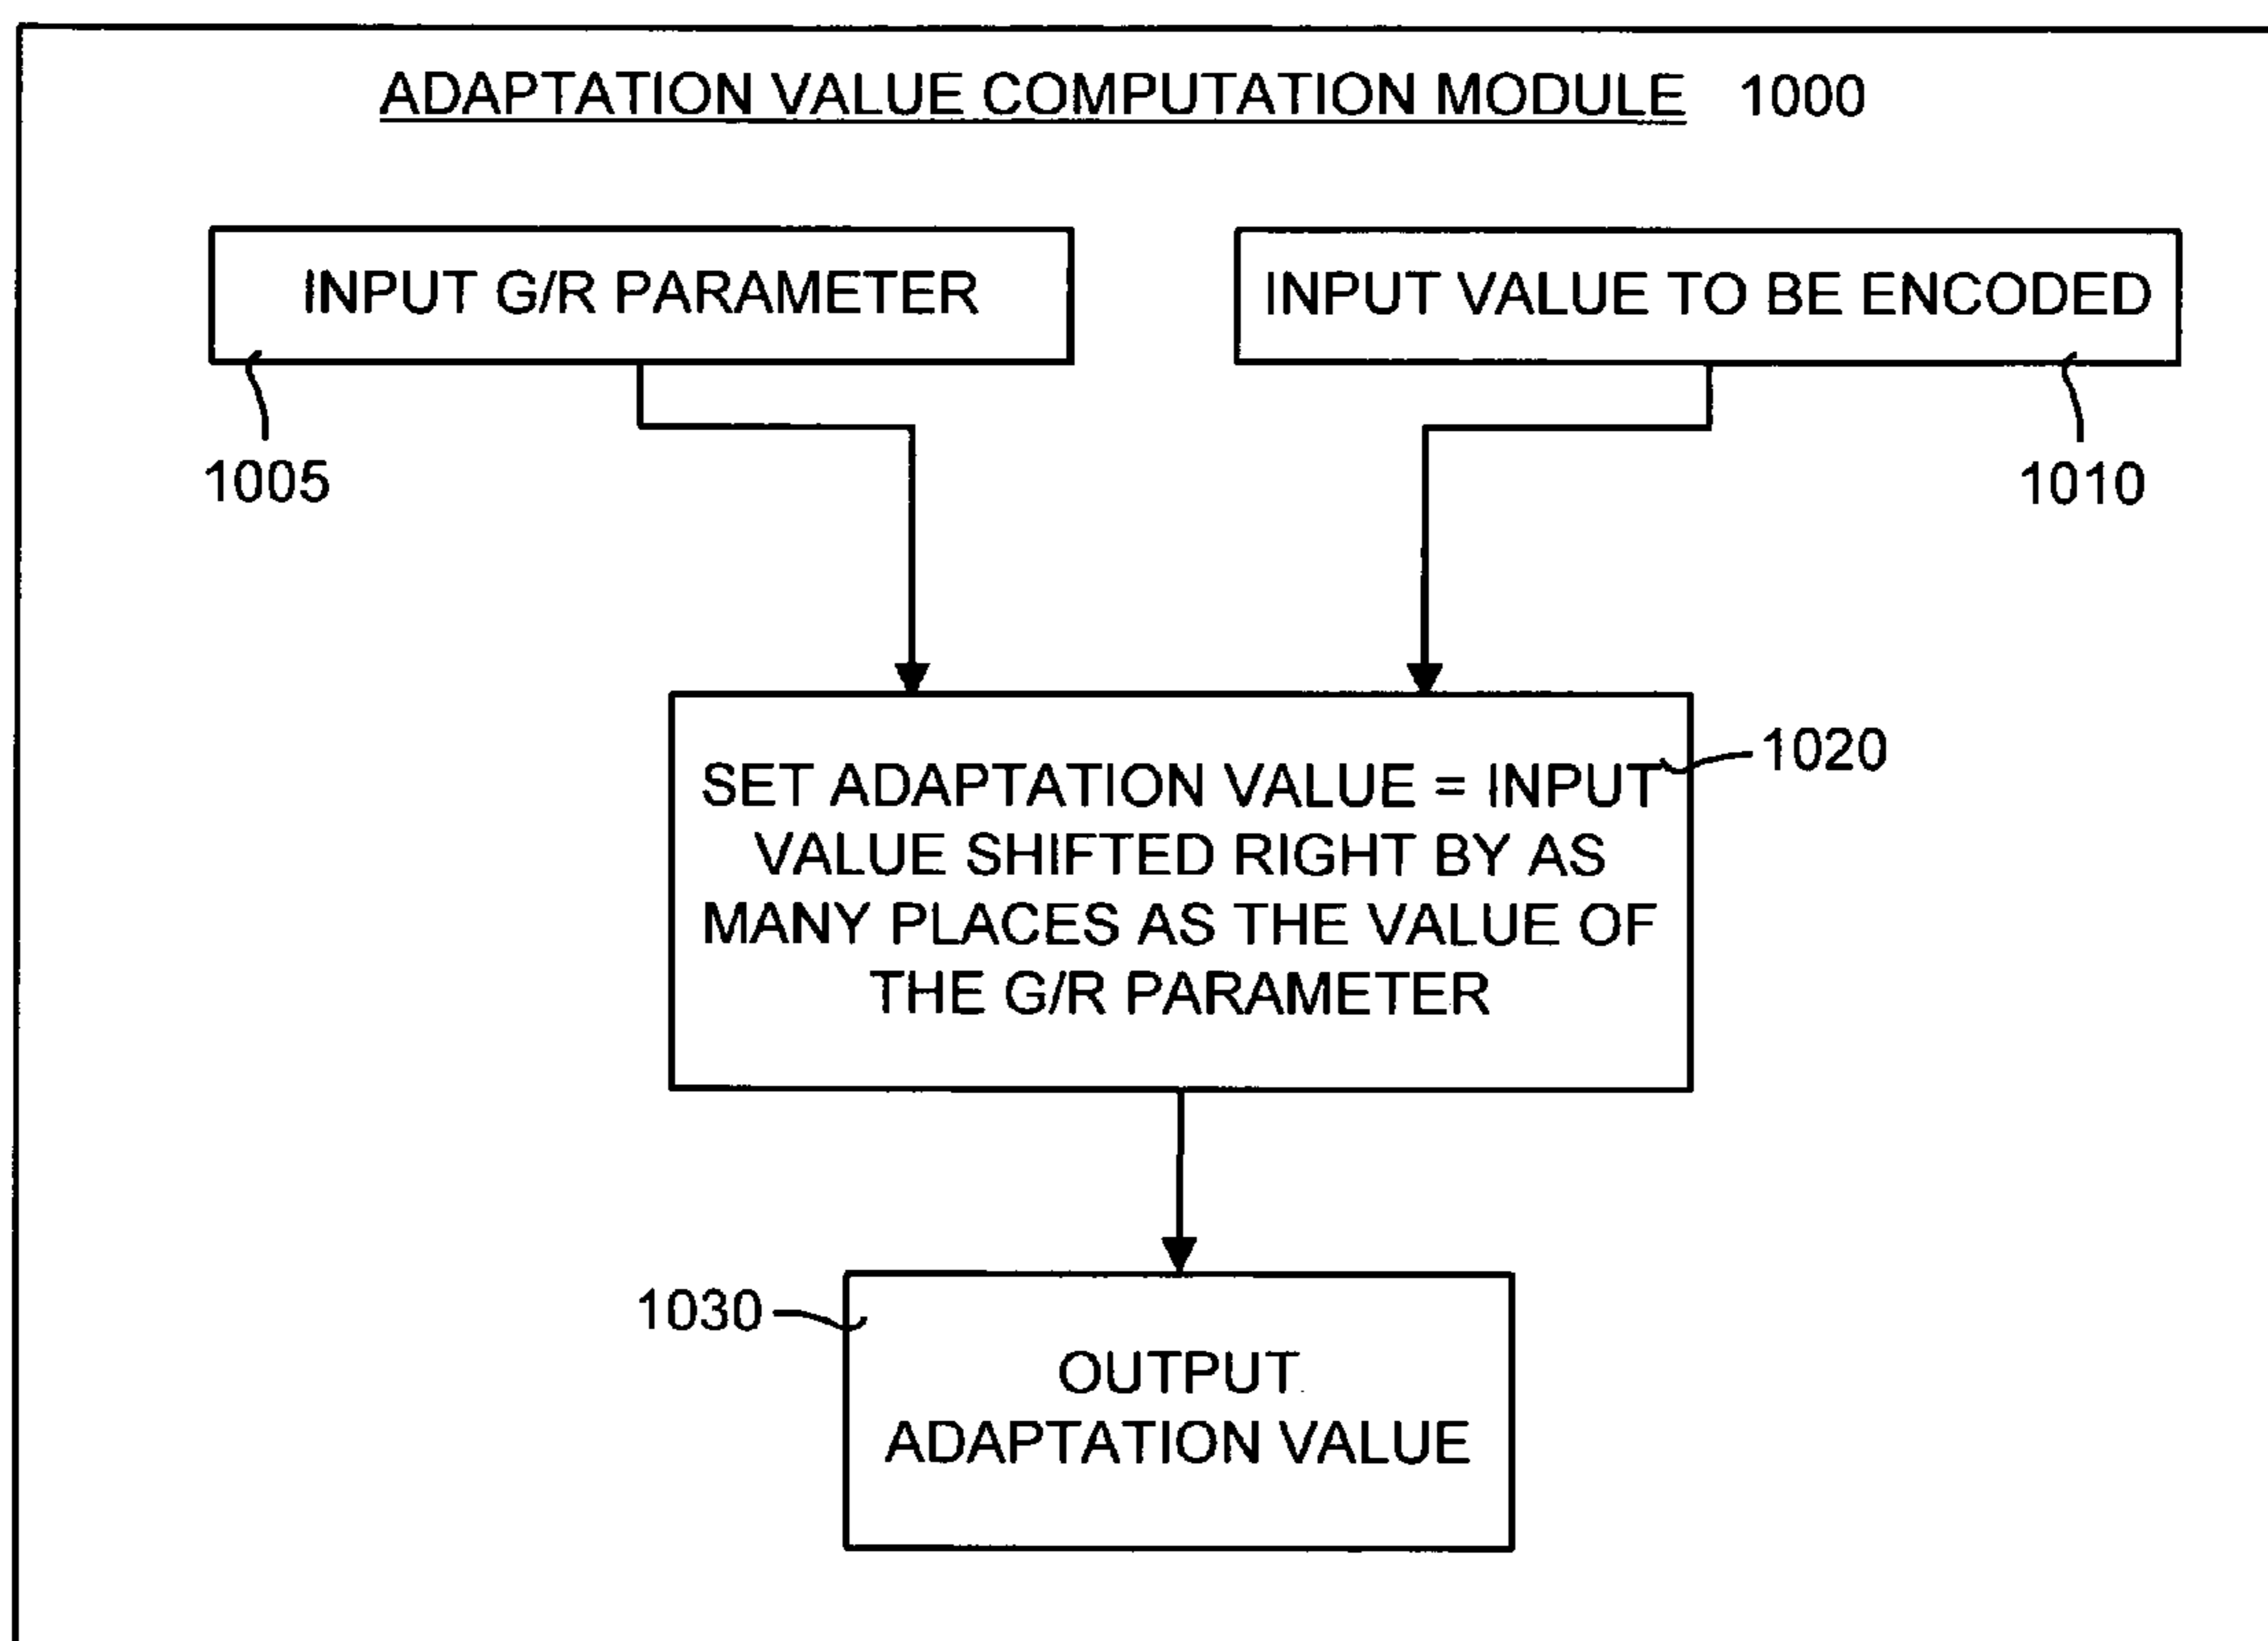 ADAPTATION VALUE COMPUTATION MODULE 1000
INPUT G/R PARAMETER
INPUT VALUE TO BE ENCODED
1005
1010
SET ADAPTATION VALUE = INPUT
VALUE SHIFTED RIGHT BY AS
MANY PLACES AS THE VALUE OF
THE G/R PARAMETER
1020
1030
OUTPUT
ADAPTATION VALUE